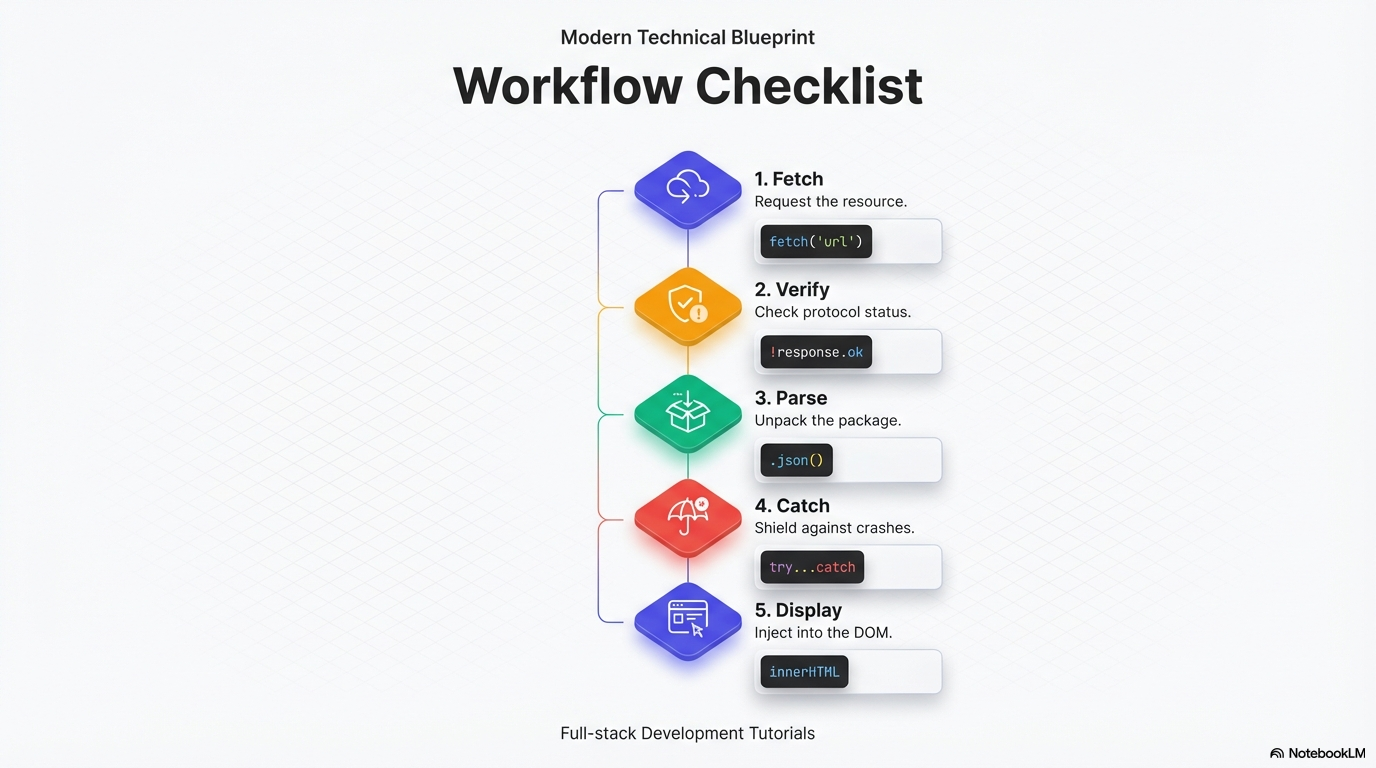 Modern Technical Blueprint
Workflow Checklist
1. Fetch
Request the resource.
fetch('url')
2. Verify
Check protocol status.
!
!response.ok
3. Parse
Unpack the package.
.json()
4. Catch
Shield against crashes.
try...catch
5. Display
Inject into the DOM.
innerHTML
Full-stack Development Tutorials
NotebookLM